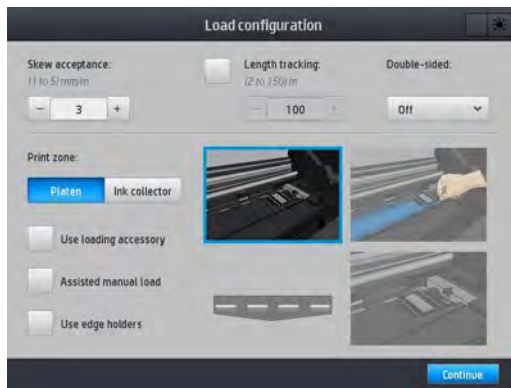 Load configuration
Skew acceptance:
(1 to 5) mm/m
- 3 +
Length tracking:
(2 to 150) m
- 100 +
Double-sided:
Off
Print zone:
Platen
Ink collector
Use loading accessory
Assisted manual load
Use edge holders
Continue